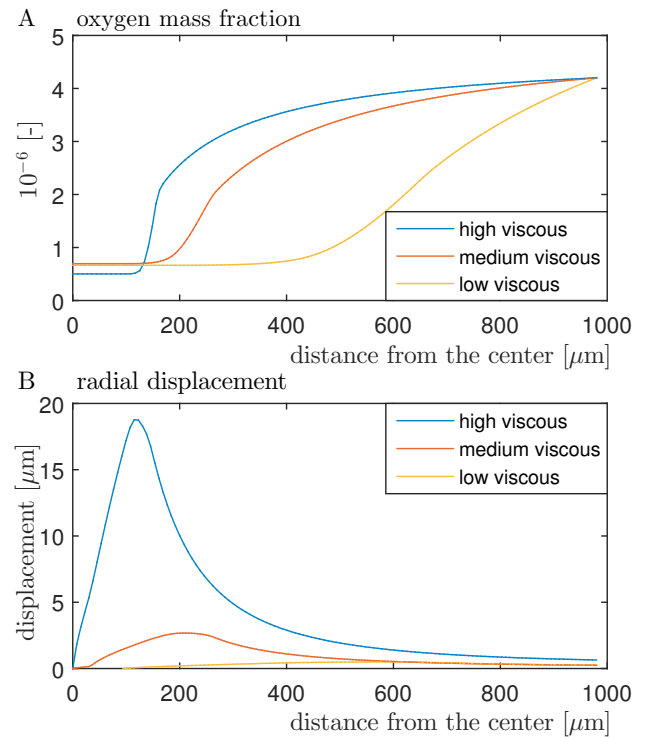 A oxygen mass fraction
5
4
3
2
1
0
10⁻⁶ [-]
high viscous
medium viscous
low viscous
0 200 400 600 800 1000
distance from the center [μm]
B radial displacement
20
15
10
5
0
displacement [μm]
high viscous
medium viscous
low viscous
0 200 400 600 800 1000
distance from the center [μm]